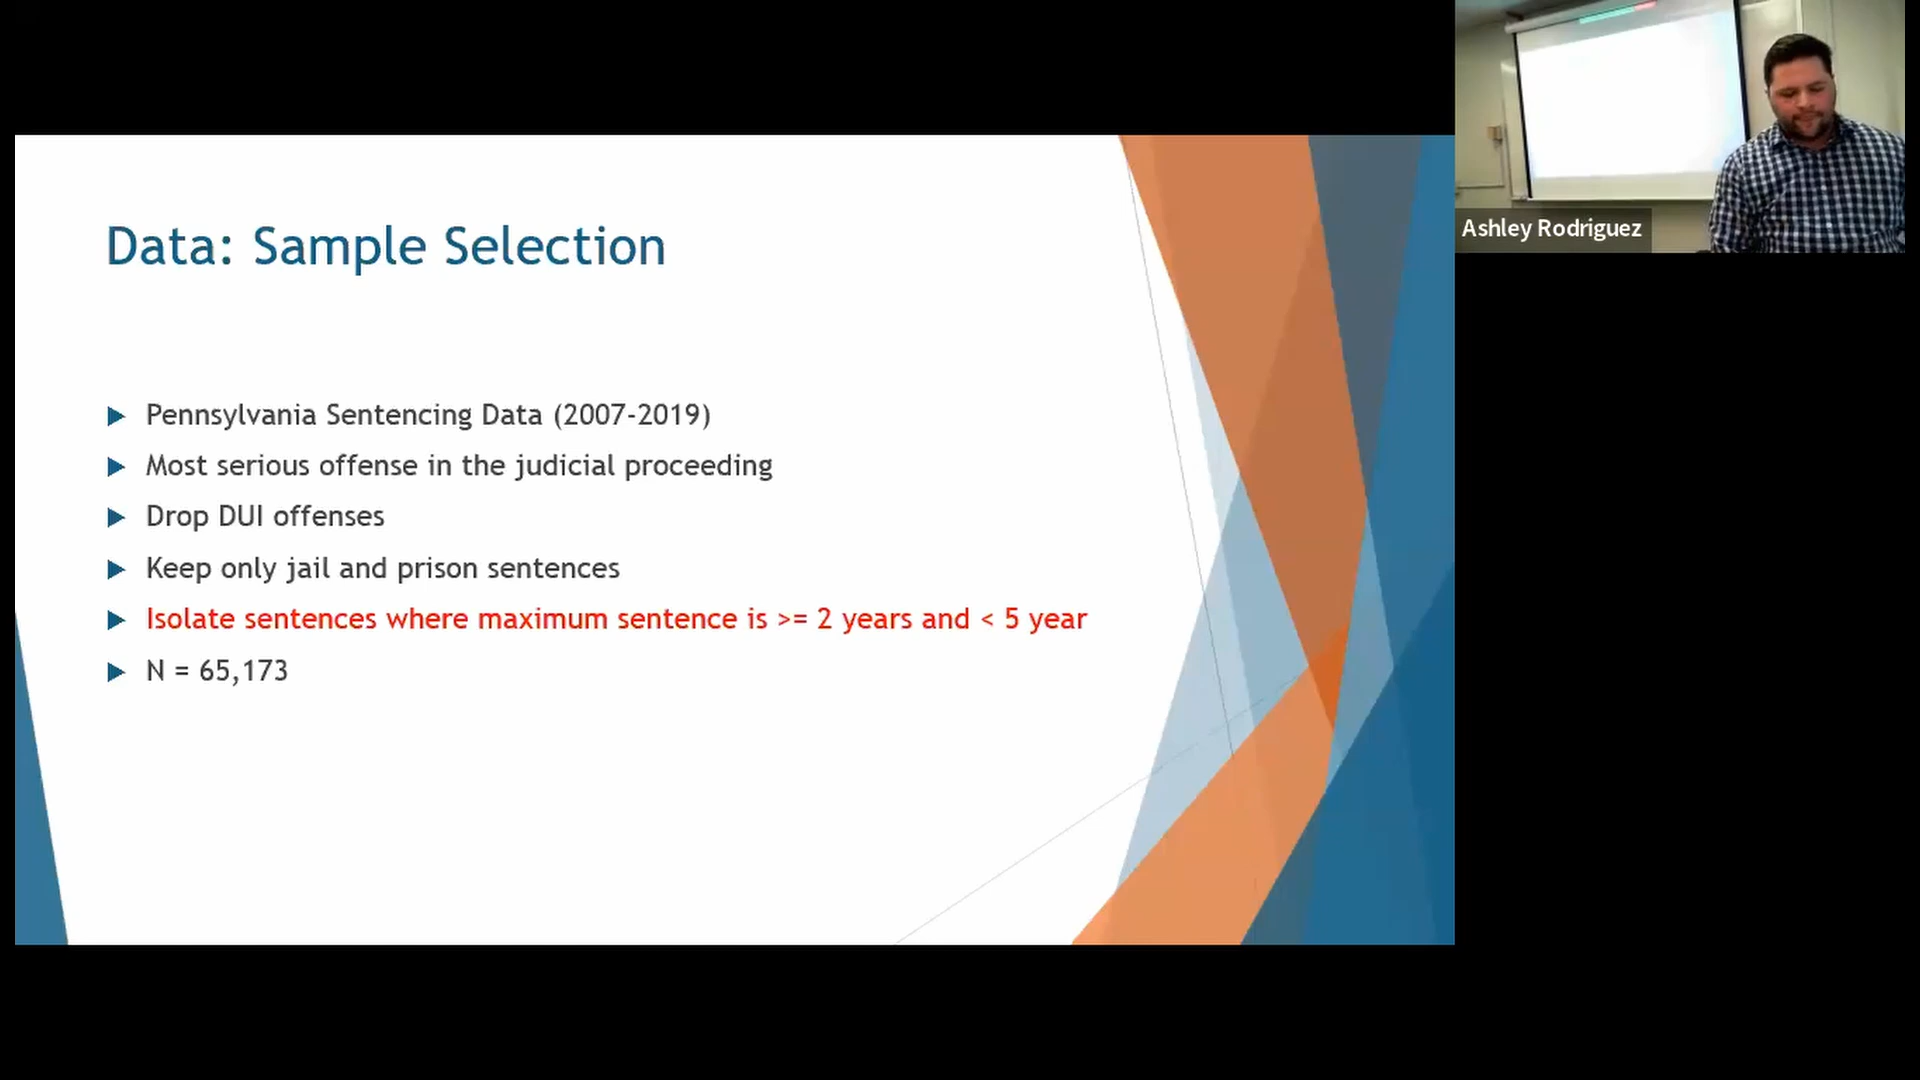 Data: Sample Selection
Pennsylvania Sentencing Data (2007-2019)
Most serious offense in the judicial proceeding
Drop DUI offenses
Keep only jail and prison sentences
Isolate sentences where maximum sentence is >= 2 years and < 5 year
N = 65,173
Ashley Rodriguez